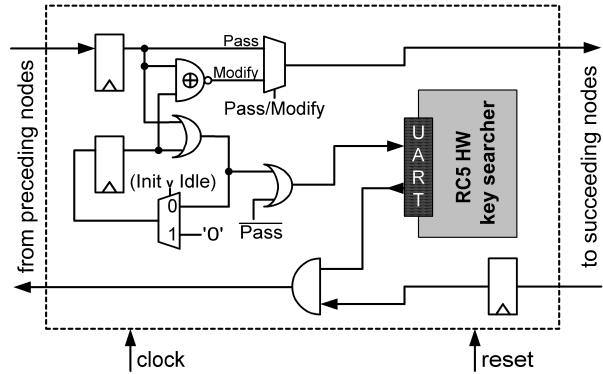 Pass
Modify
Pass/Modify
from preceding nodes
to succeeding nodes
UART
RC5 HW
key searcher
(Init v Idle)
0
1
'0'
Pass
clock
reset